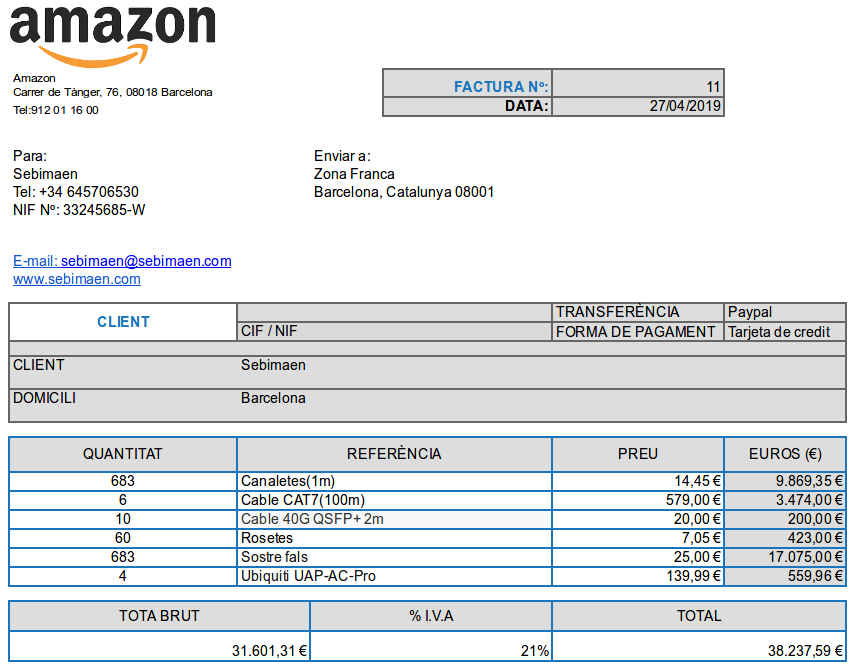 amazon
Amazon
Carrer de Tànger, 76, 08018 Barcelona
Tel:912 01 16 00
FACTURA Nº: 11
DATA: 27/04/2019
Para:
Sebimaen
Tel: +34 645706530
NIF Nº: 33245685-W
Enviar a:
Zona Franca
Barcelona, Catalunya 08001
E-mail: sebimaen@sebimaen.com
www.sebimaen.com
CLIENT
TRANSFERÈNCIA Paypal
CIF / NIF FORMA DE PAGAMENT Tarjeta de credit
CLIENT Sebimaen
DOMICILI Barcelona
QUANTITAT REFERÈNCIA PREU EUROS (€)
683 Canaletes(1m) 14,45 € 9.869,35 €
6 Cable CAT7(100m) 579,00 € 3.474,00 €
10 Cable 40G QSFP+ 2m 20,00 € 200,00 €
60 Rosetes 7,05 € 423,00 €
683 Sostre fals 25,00 € 17.075,00 €
4 Ubiquiti UAP-AC-Pro 139,99 € 559,96 €
TOTA BRUT % I.V.A TOTAL
31.601,31 € 21% 38.237,59 €